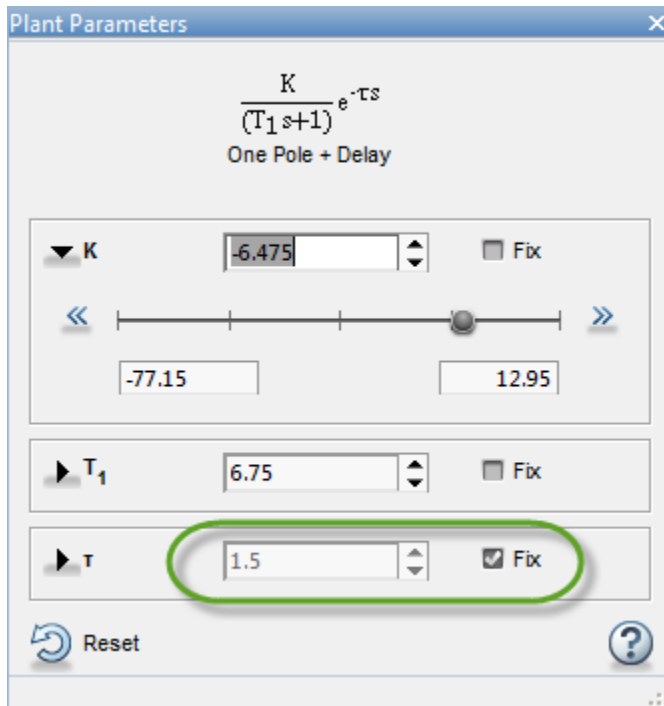 Plant Parameters
K
(T1s+1) e-τs
One Pole + Delay
K -6.475 Fix
-77.15 12.95
T1 6.75 Fix
τ 1.5 Fix
Reset